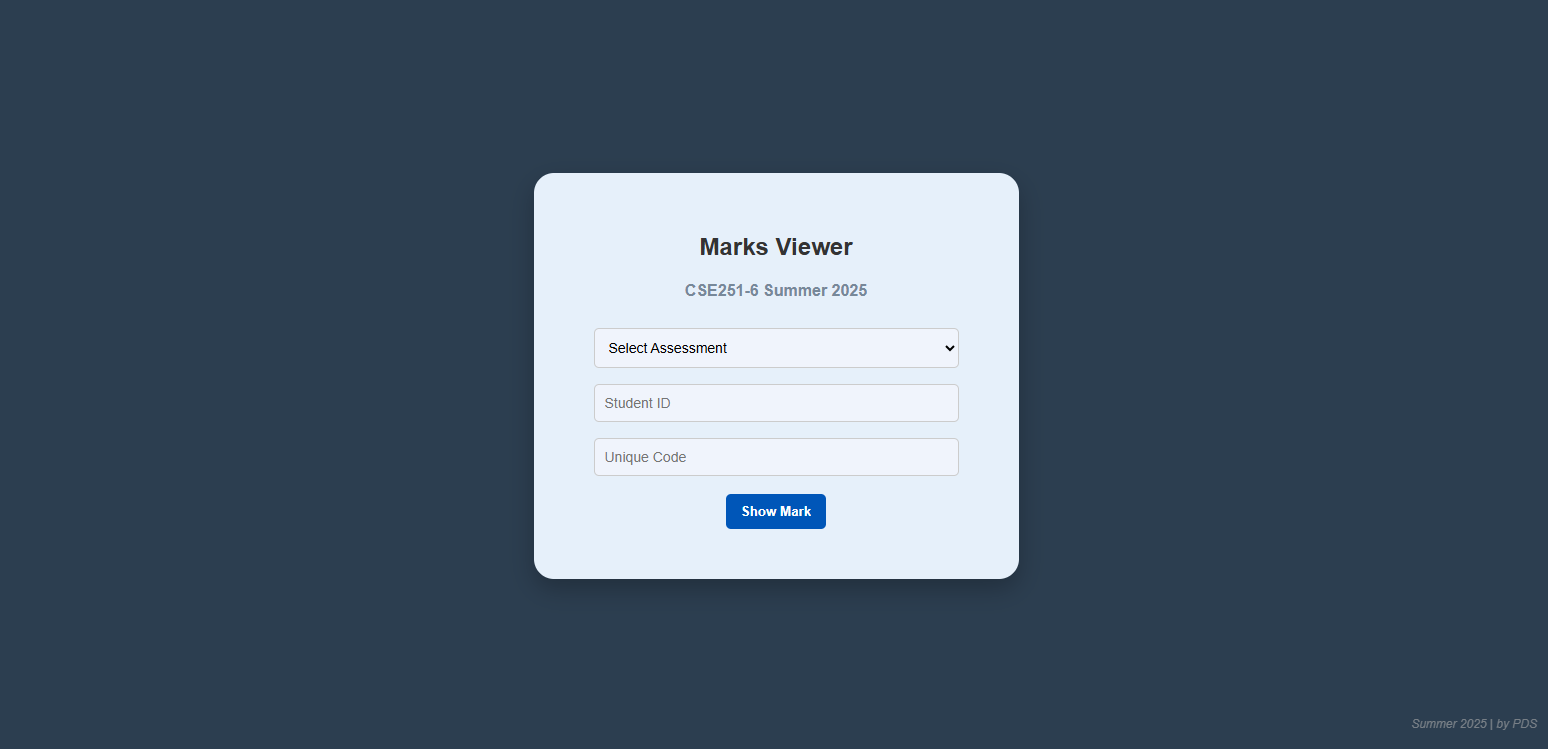 Marks Viewer
CSE251-6 Summer 2025
Select Assessment
Student ID
Unique Code
Show Mark
Summer 2025 | by PDS